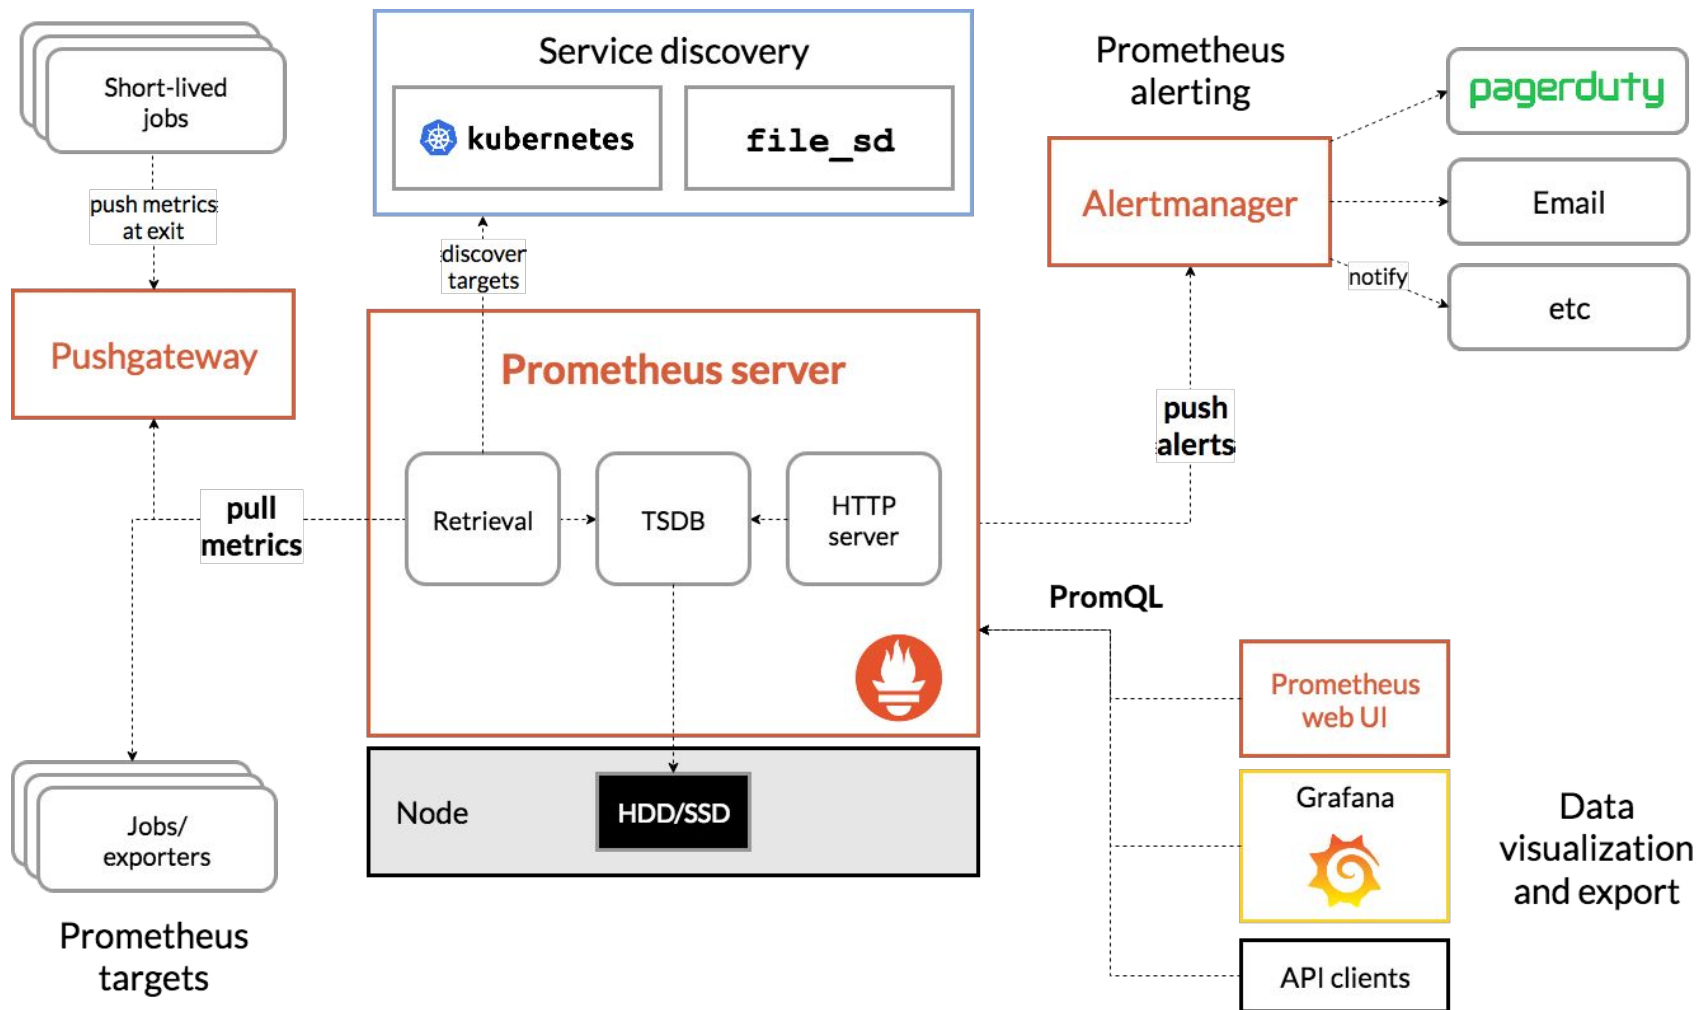 Short-lived
jobs
push metrics
at exit
Pushgateway
pull
metrics
Jobs/
exporters
Prometheus
targets
Service discovery
kubernetes
file_sd
discover
targets
Prometheus server
Retrieval
TSDB
HTTP
server
Node
HDD/SSD
Prometheus
alerting
Alertmanager
pagerduty
Email
notify
etc
push
alerts
PromQL
Prometheus
web UI
Grafana
API clients
Data
visualization
and export